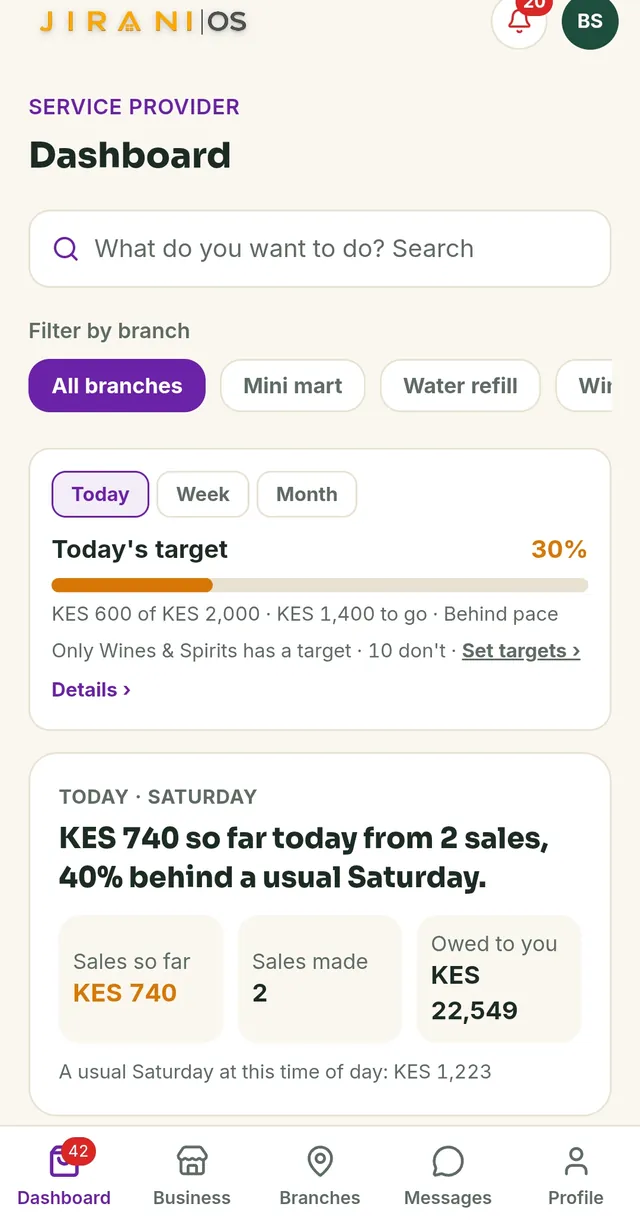 JIRANI|OS
20
BS
SERVICE PROVIDER
Dashboard
What do you want to do? Search
Filter by branch
All branches
Mini mart
Water refill
Today
Week
Month
Today's target
30%
KES 600 of KES 2,000 · KES 1,400 to go · Behind pace
Only Wines & Spirits has a target · 10 don't · Set targets ›
Details ›
TODAY · SATURDAY
KES 740 so far today from 2 sales,
40% behind a usual Saturday.
Sales so far
KES 740
Sales made
2
Owed to you
KES
22,549
A usual Saturday at this time of day: KES 1,223
42
Dashboard
Business
Branches
Messages
Profile